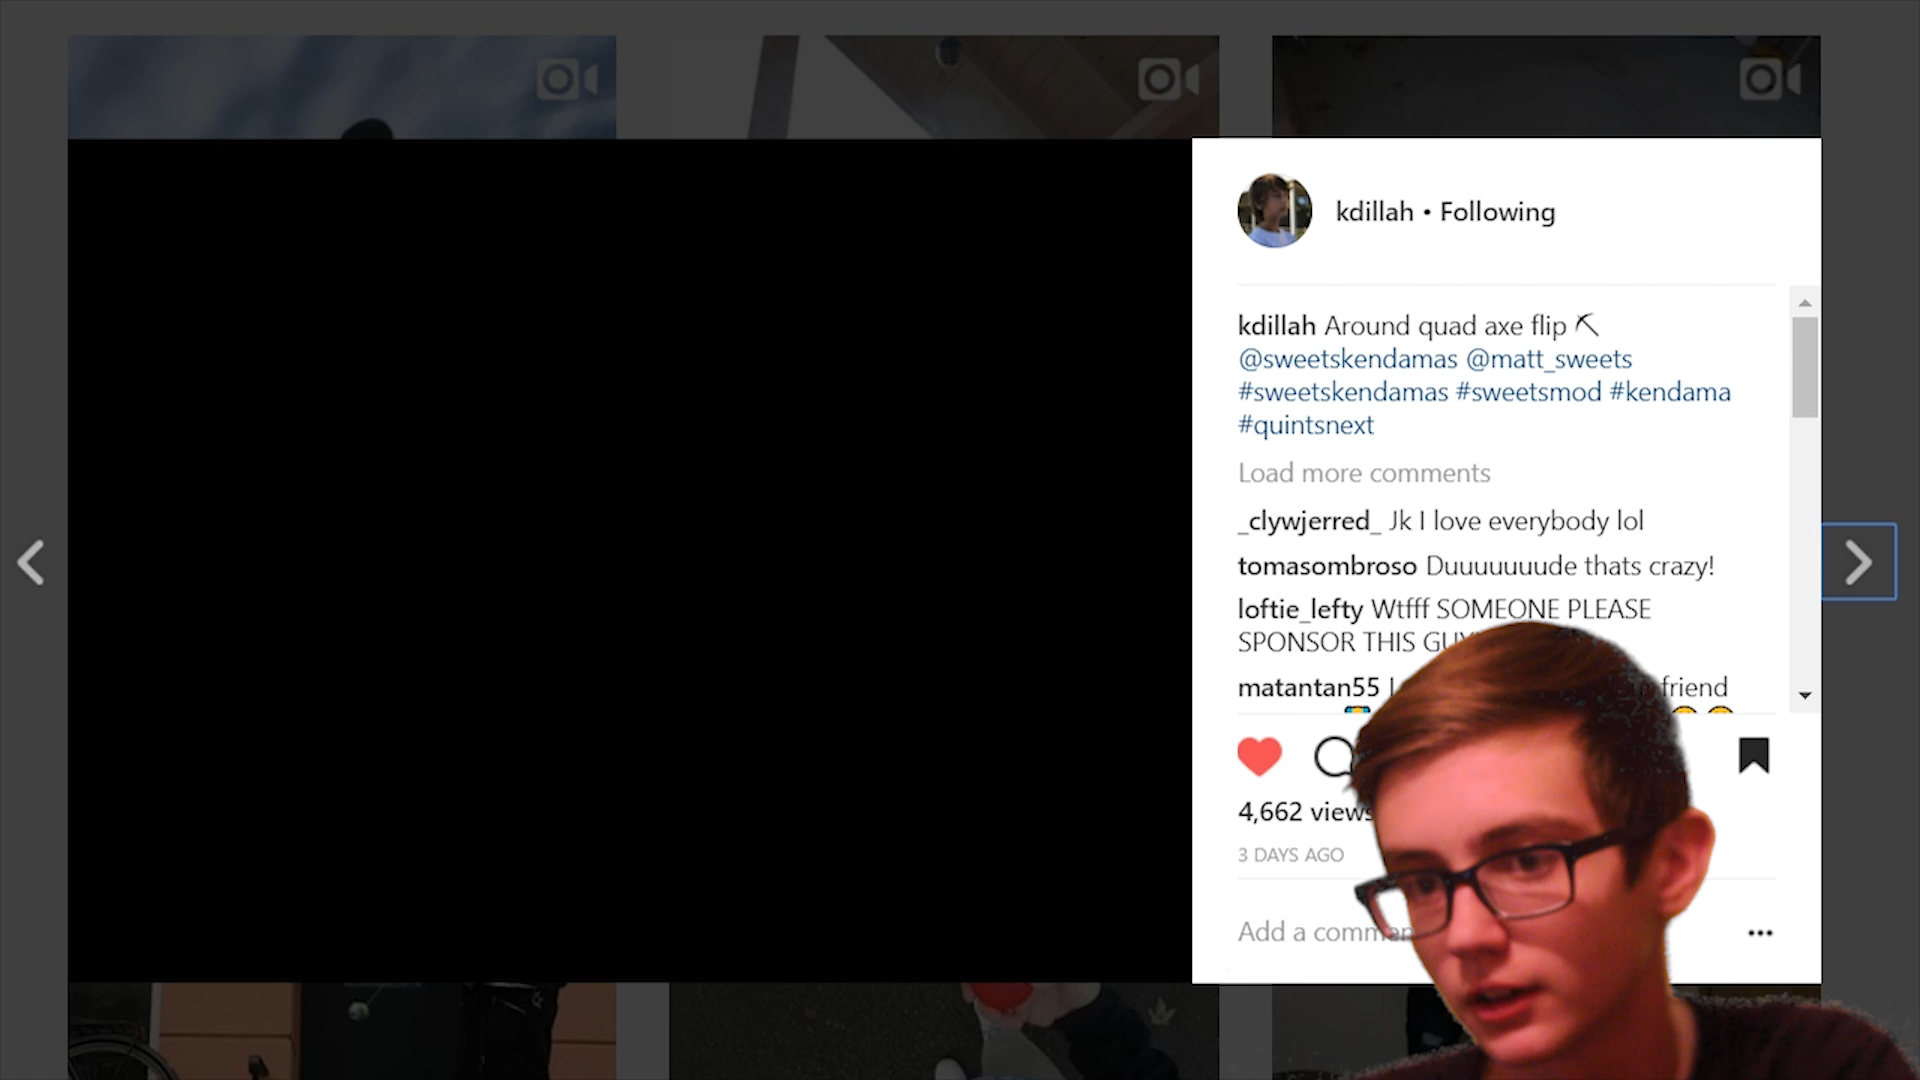 kdillah • Following
kdillah Around quad axe flip ⛏
@sweetskendamas @matt_sweets
#sweetskendamas #sweetsmod #kendama
#quintsnext
Load more comments
_clywjerred_ Jk I love everybody lol
tomasombroso Duuuuuuude thats crazy!
loftie_lefty Wtfff SOMEONE PLEASE
SPONSOR THIS
matantan55 friend
4,662 views
3 DAYS AGO
Add a